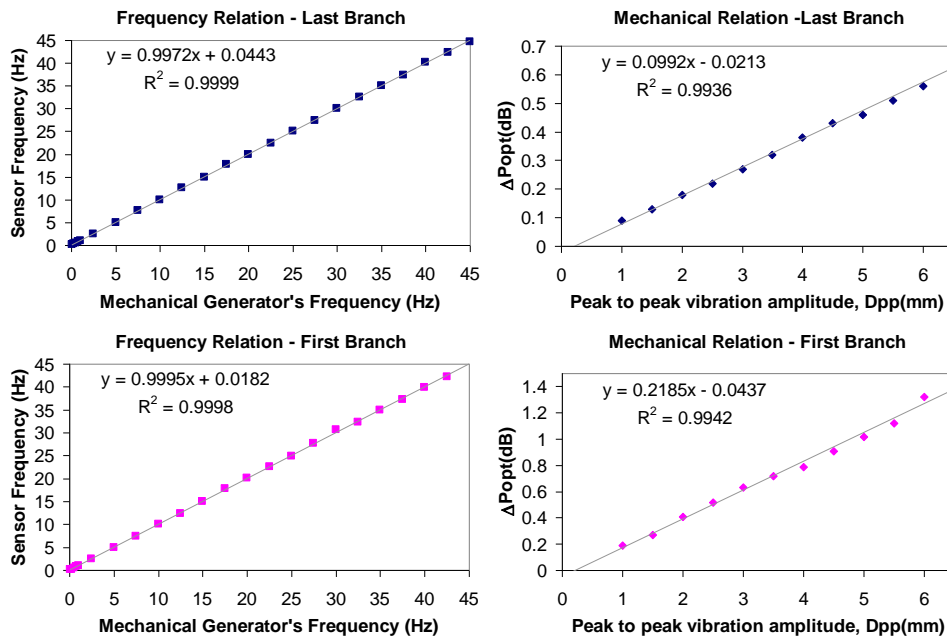 Frequency Relation - Last Branch
y = 0.9972x + 0.0443
R² = 0.9999
Sensor Frequency (Hz)
45
40
35
30
25
20
15
10
5
0
0 5 10 15 20 25 30 35 40 45
Mechanical Generator's Frequency (Hz)
Mechanical Relation -Last Branch
y = 0.0992x - 0.0213
R² = 0.9936
ΔPopt(dB)
0.7
0.6
0.5
0.4
0.3
0.2
0.1
0
0 1 2 3 4 5 6
Peak to peak vibration amplitude, Dpp(mm)
Frequency Relation - First Branch
y = 0.9995x + 0.0182
R² = 0.9998
Sensor Frequency (Hz)
45
40
35
30
25
20
15
10
5
0
0 5 10 15 20 25 30 35 40 45
Mechanical Generator's Frequency (Hz)
Mechanical Relation - First Branch
y = 0.2185x - 0.0437
R² = 0.9942
ΔPopt(dB)
1.4
1.2
1
0.8
0.6
0.4
0.2
0
0 1 2 3 4 5 6
Peak to peak vibration amplitude, Dpp(mm)